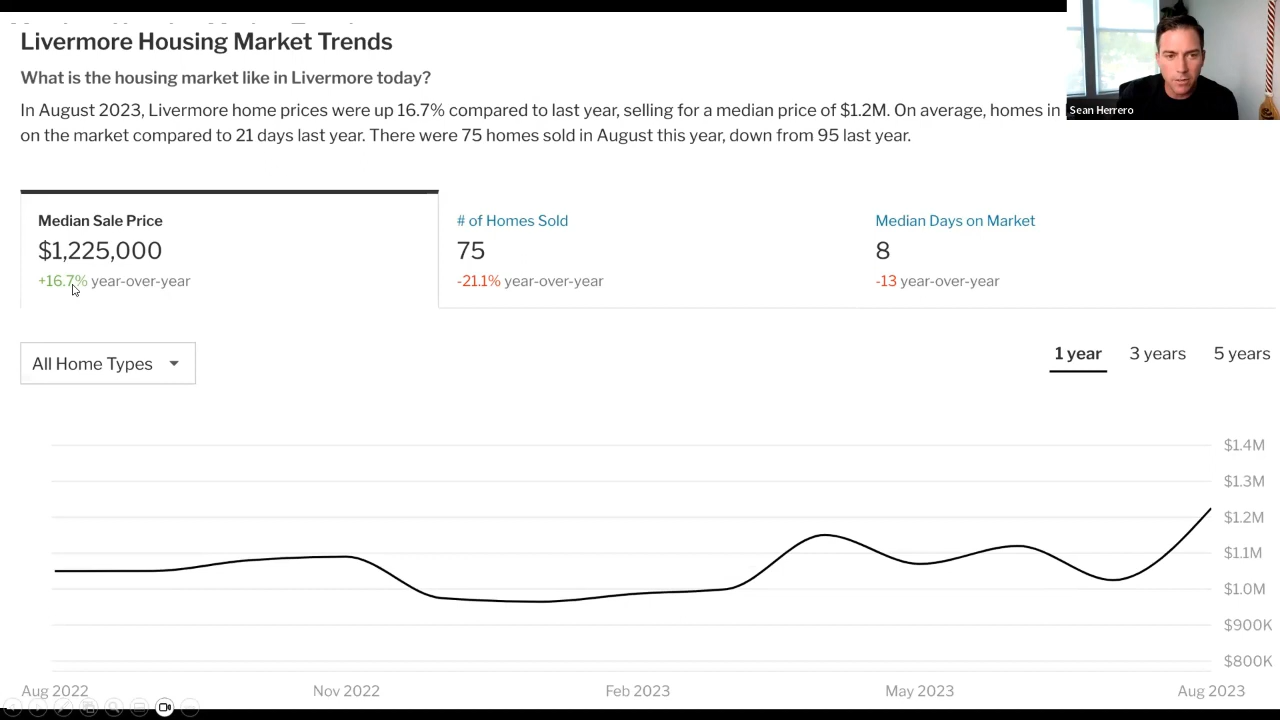 Livermore Housing Market Trends
Sean Herrero
What is the housing market like in Livermore today?
In August 2023, Livermore home prices were up 16.7% compared to last year, selling for a median price of $1.2M. On average, homes in
on the market compared to 21 days last year. There were 75 homes sold in August this year, down from 95 last year.
Median Sale Price
$1,225,000
+16.7% year-over-year
# of Homes Sold
75
-21.1% year-over-year
Median Days on Market
8
-13 year-over-year
All Home Types
1 year 3 years 5 years
$1.4M
$1.3M
$1.2M
$1.1M
$1.0M
$900K
$800K
Aug 2022 Nov 2022 Feb 2023 May 2023 Aug 2023